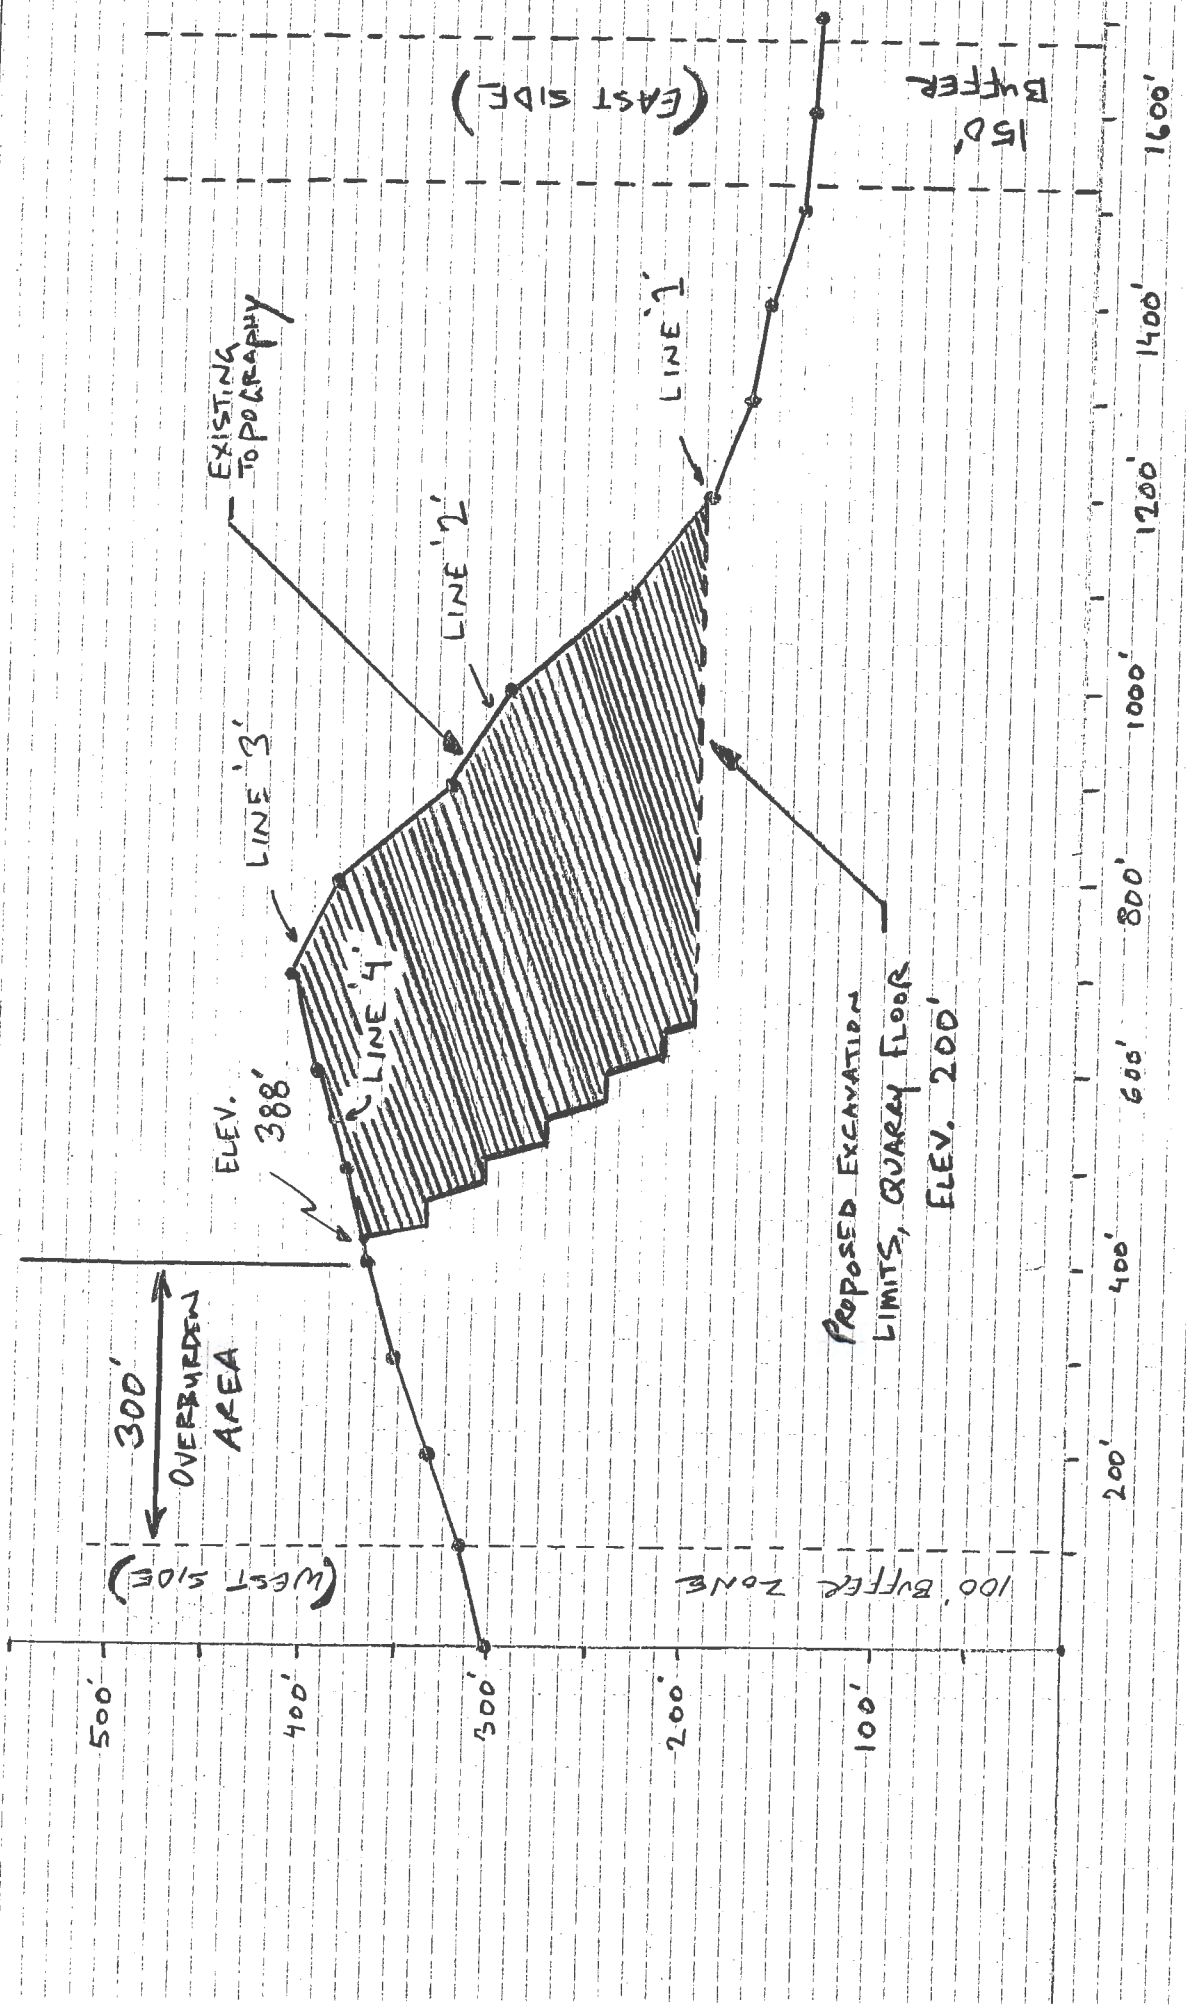 500'
400'
300'
200'
100'
(WEST SIDE)
100' BUFFER ZONE
300'
OVERBURDEN
AREA
ELEV.
388'
LINE '4'
LINE '3'
EXISTING
TOPOGRAPHY
LINE '2'
LINE '1'
(EAST SIDE)
150'
BUFFER
PROPOSED EXCAVATION
LIMITS, QUARRY FLOOR
ELEV. 200'
200'
400'
600'
800'
1000'
1200'
1400'
1600'